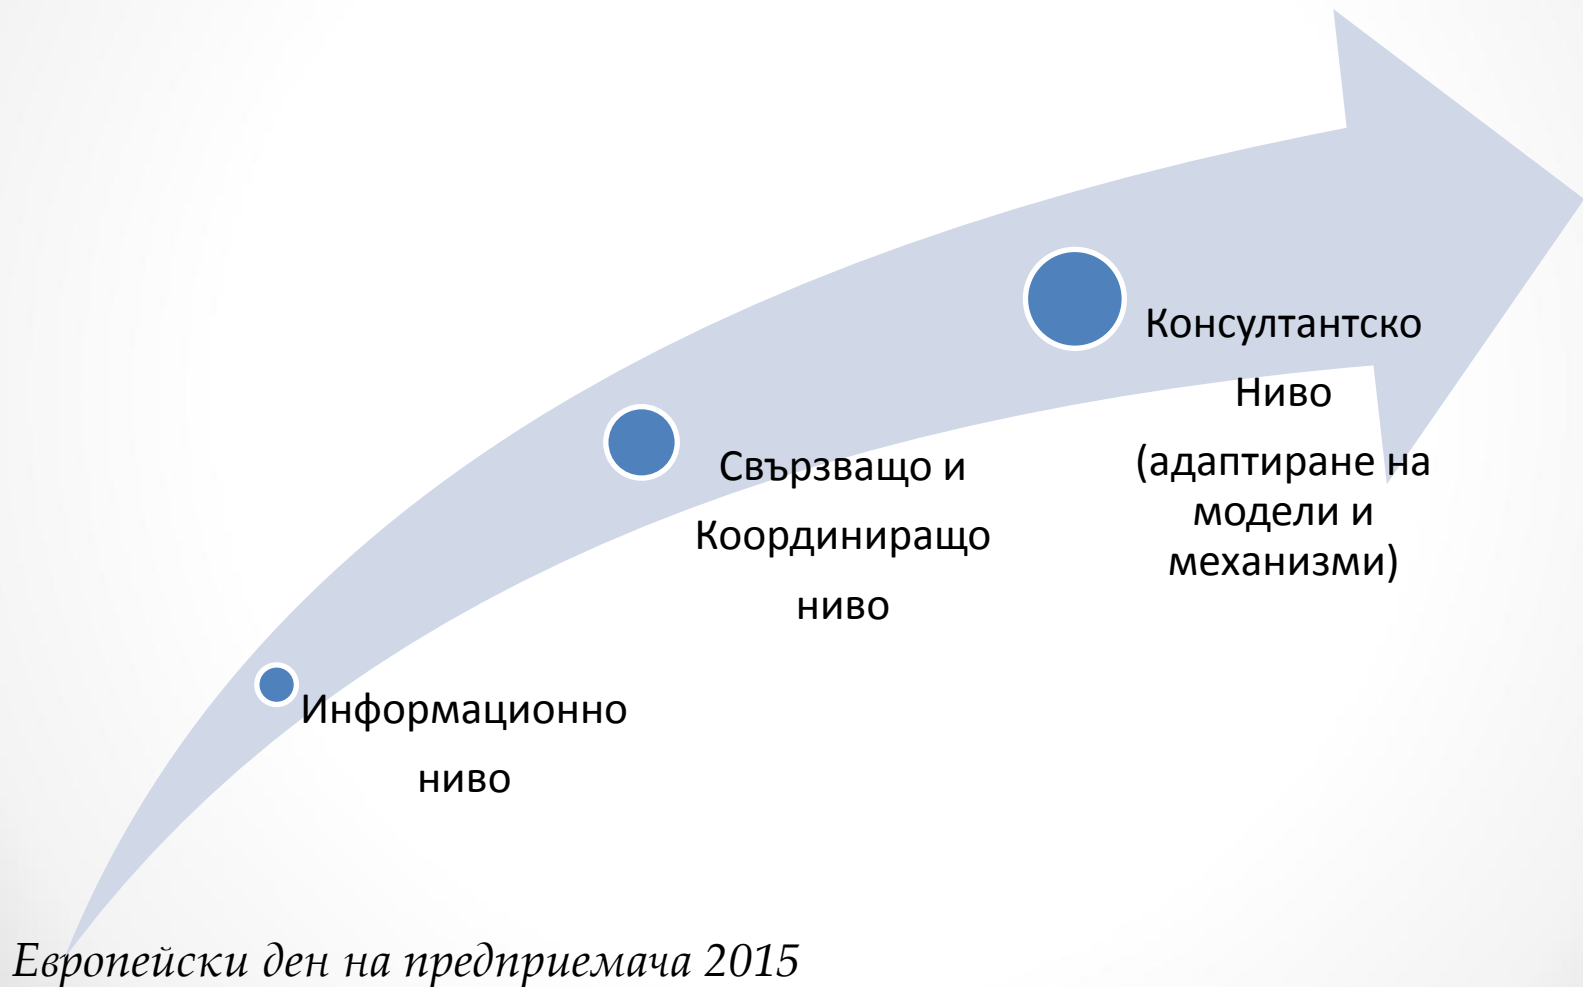 Консултантско
Ниво
(адаптиране на
модели и
механизми)
Свързващо и
Координиращо
ниво
Информационно
ниво
Европейски ден на предприемача 2015